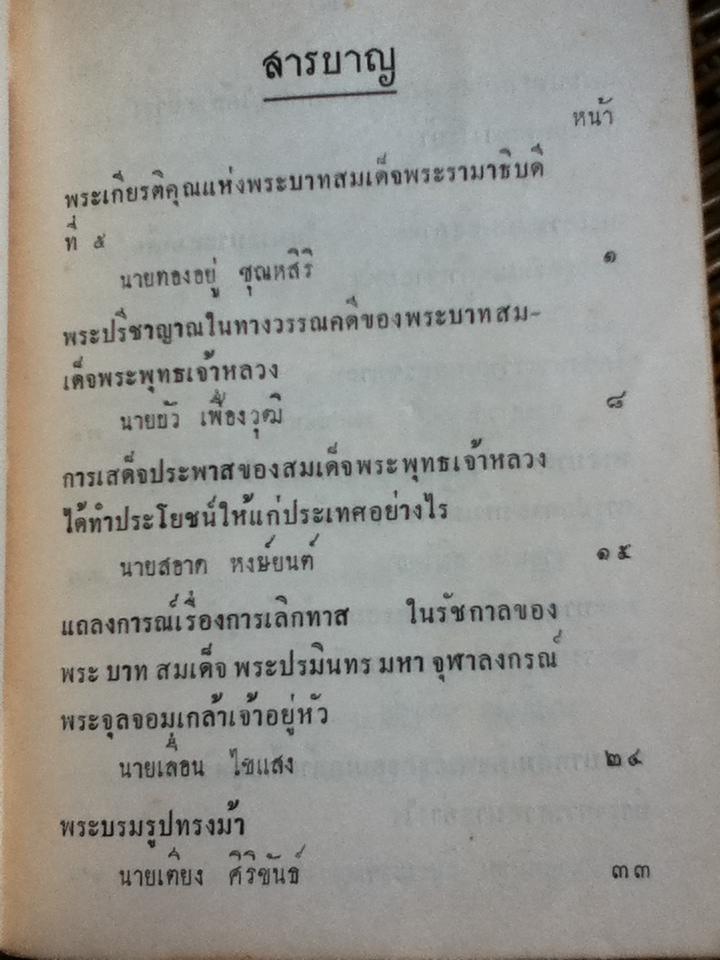 สารบาญ
หน้า
พระเกียรติคุณแห่งพระบาทสมเด็จพระรามาธิบดี
ที่ ๕
นายทองอยู่ ชุณหสิริ ๑
พระปรีชาญาณในทางวรรณคดีของพระบาทสม-
เด็จพระพุทธเจ้าหลวง
นายยัว เฟื้องวุฒิ ๘
การเสด็จประพาสของสมเด็จพระพุทธเจ้าหลวง
ได้ทำประโยชน์ให้แก่ประเทศอย่างไร
นายสอาด หงษ์ยนต์ ๑๕
แถลงการณ์เรื่องการเลิกทาส ในรัชกาลของ
พระ บาท สมเด็จ พระปรมินทร มหา จุฬาลงกรณ์
พระจุลจอมเกล้าเจ้าอยู่หัว
นายเลื่อน ไขแสง ๒๔
พระบรมรูปทรงม้า
นายเตียง ศิริขันธ์ ๓๓